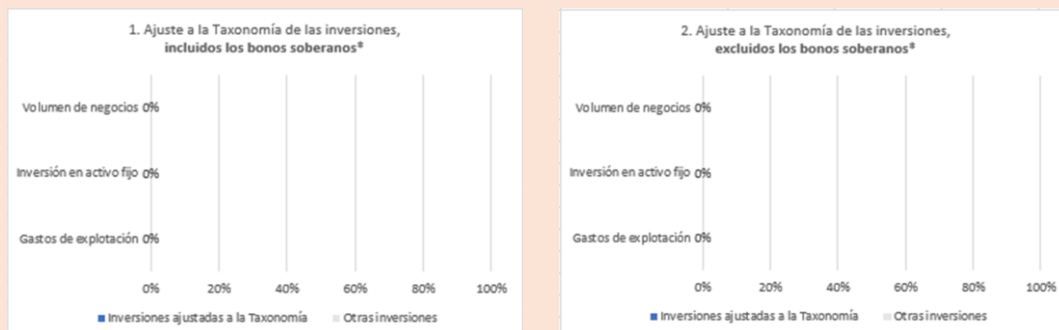 1. Ajuste a la Taxonomía de las inversiones,
incluidos los bonos soberanos*
Volumen de negocios 0%
Inversión en activo fijo 0%
Gastos de explotación 0%
0% 20% 40% 60% 80% 100%
Inversiones ajustadas a la Taxonomía Otras inversiones
2. Ajuste a la Taxonomía de las inversiones,
excluidos los bonos soberanos*
Volumen de negocios 0%
Inversión en activo fijo 0%
Gastos de explotación 0%
0% 20% 40% 60% 80% 100%
Inversiones ajustadas a la Taxonomía Otras inversiones